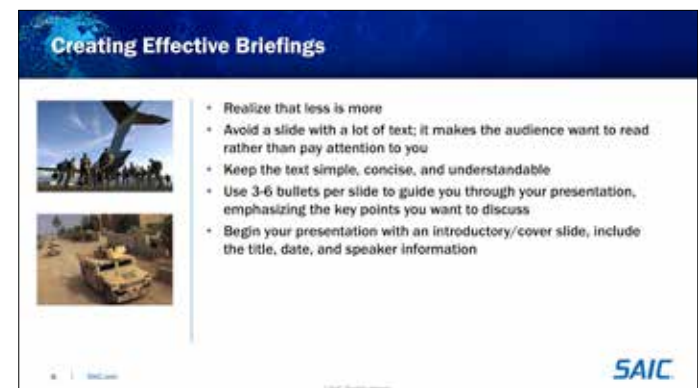 Creating Effective Briefings
• Realize that less is more
• Avoid a slide with a lot of text; it makes the audience want to read
rather than pay attention to you
• Keep the text simple, concise, and understandable
• Use 3-6 bullets per slide to guide you through your presentation,
emphasizing the key points you want to discuss
• Begin your presentation with an introductory/cover slide, include
the title, date, and speaker information
SAIC